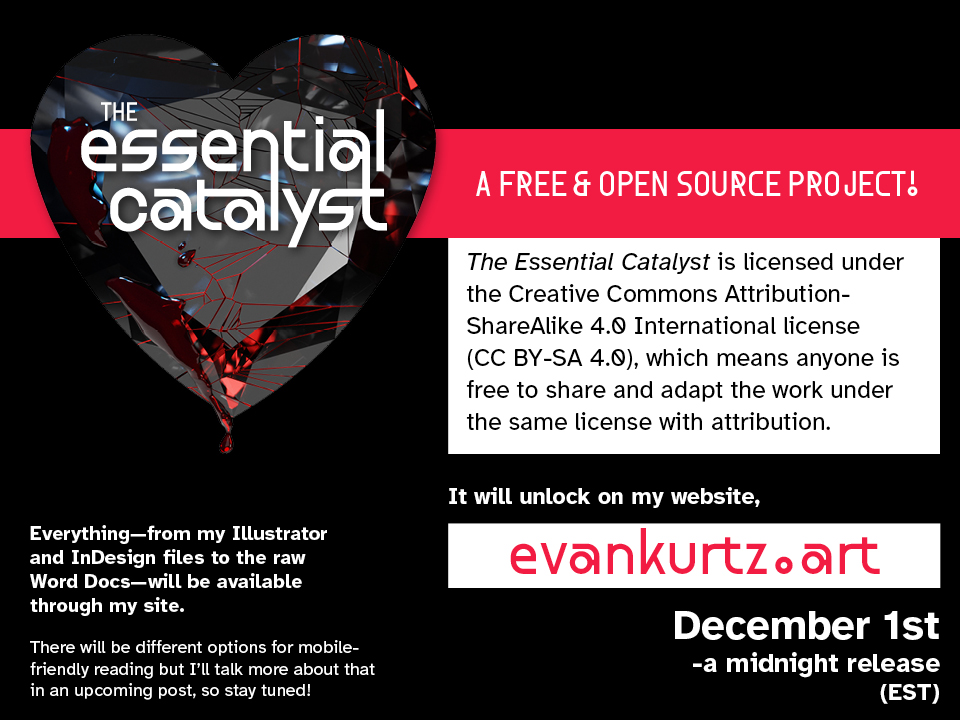 THE
essential
catalyst
A FREE & OPEN SOURCE PROJECT!
The Essential Catalyst is licensed under
the Creative Commons Attribution-
ShareAlike 4.0 International license
(CC BY-SA 4.0), which means anyone is
free to share and adapt the work under
the same license with attribution.
It will unlock on my website,
evankurtz.art
December 1st
-a midnight release
(EST)
Everything—from my Illustrator
and InDesign files to the raw
Word Docs—will be available
through my site.
There will be different options for mobile-
friendly reading but I’ll talk more about that
in an upcoming post, so stay tuned!